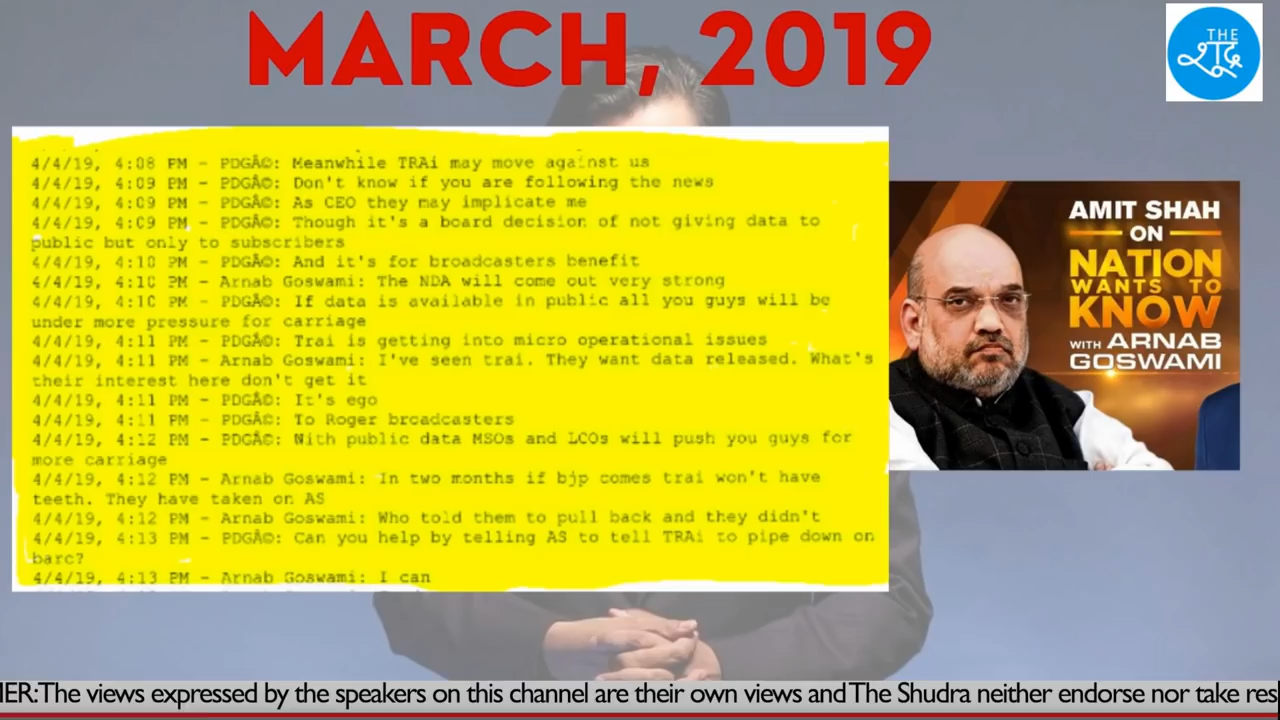 MARCH, 2019
THE
शूद्र
4/4/19, 4:08 PM - PDGÂ©: Meanwhile TRAi may move against us
4/4/19, 4:09 PM - PDGÂ©: Don't know if you are following the news
4/4/19, 4:09 PM - PDGÂ©: As CEO they may implicate me
4/4/19, 4:09 PM - PDGÂ©: Though it's a board decision of not giving data to
public but only to subscribers
4/4/19, 4:10 PM - PDGÂ©: And it's for broadcasters benefit
4/4/19, 4:10 PM - Arnab Goswami: The NDA will come out very strong
4/4/19, 4:10 PM - PDGÂ©: If data is available in public all you guys will be
under more pressure for carriage
4/4/19, 4:11 PM - PDGÂ©: Trai is getting into micro operational issues
4/4/19, 4:11 PM - Arnab Goswami: I've seen trai. They want data released. What's
their interest here don't get it
4/4/19, 4:11 PM - PDGÂ©: It's ego
4/4/19, 4:11 PM - PDGÂ©: To Roger broadcasters
4/4/19, 4:12 PM - PDGÂ©: With public data MSOs and LCOs will push you guys for
more carriage
4/4/19, 4:12 PM - Arnab Goswami: In two months if bjp comes trai won't have
teeth. They have taken on AS
4/4/19, 4:12 PM - Arnab Goswami: Who told them to pull back and they didn't
4/4/19, 4:13 PM - PDGÂ©: Can you help by telling AS to tell TRAi to pipe down on
barc?
4/4/19, 4:13 PM - Arnab Goswami: I can
AMIT SHAH
ON
NATION
WANTS TO
KNOW
WITH ARNAB
GOSWAMI
MER:The views expressed by the speakers on this channel are their own views and The Shudra neither endorse nor take res